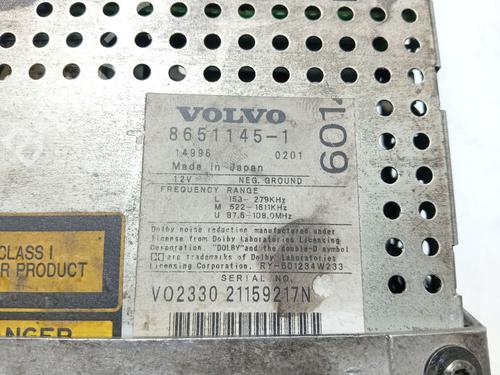 VOLVO
8651145-1
14996 0201
Made in Japan
12V NEG. GROUND
FREQUENCY RANGE
L 153- 279KHz
M 522-1611KHz
U 87.5-108.0MHz
Dolby noise reduction manufactured under
license from Dolby Laboratories Licensing
Corporation. "DOLBY"and the double-D symbol
are trademarks of Dolby Laboratories
Licensing Corporation. RY-601234W233
SERIAL NO.
VO2330 21159217N
601
CLASS I
R PRODUCT
ANGER